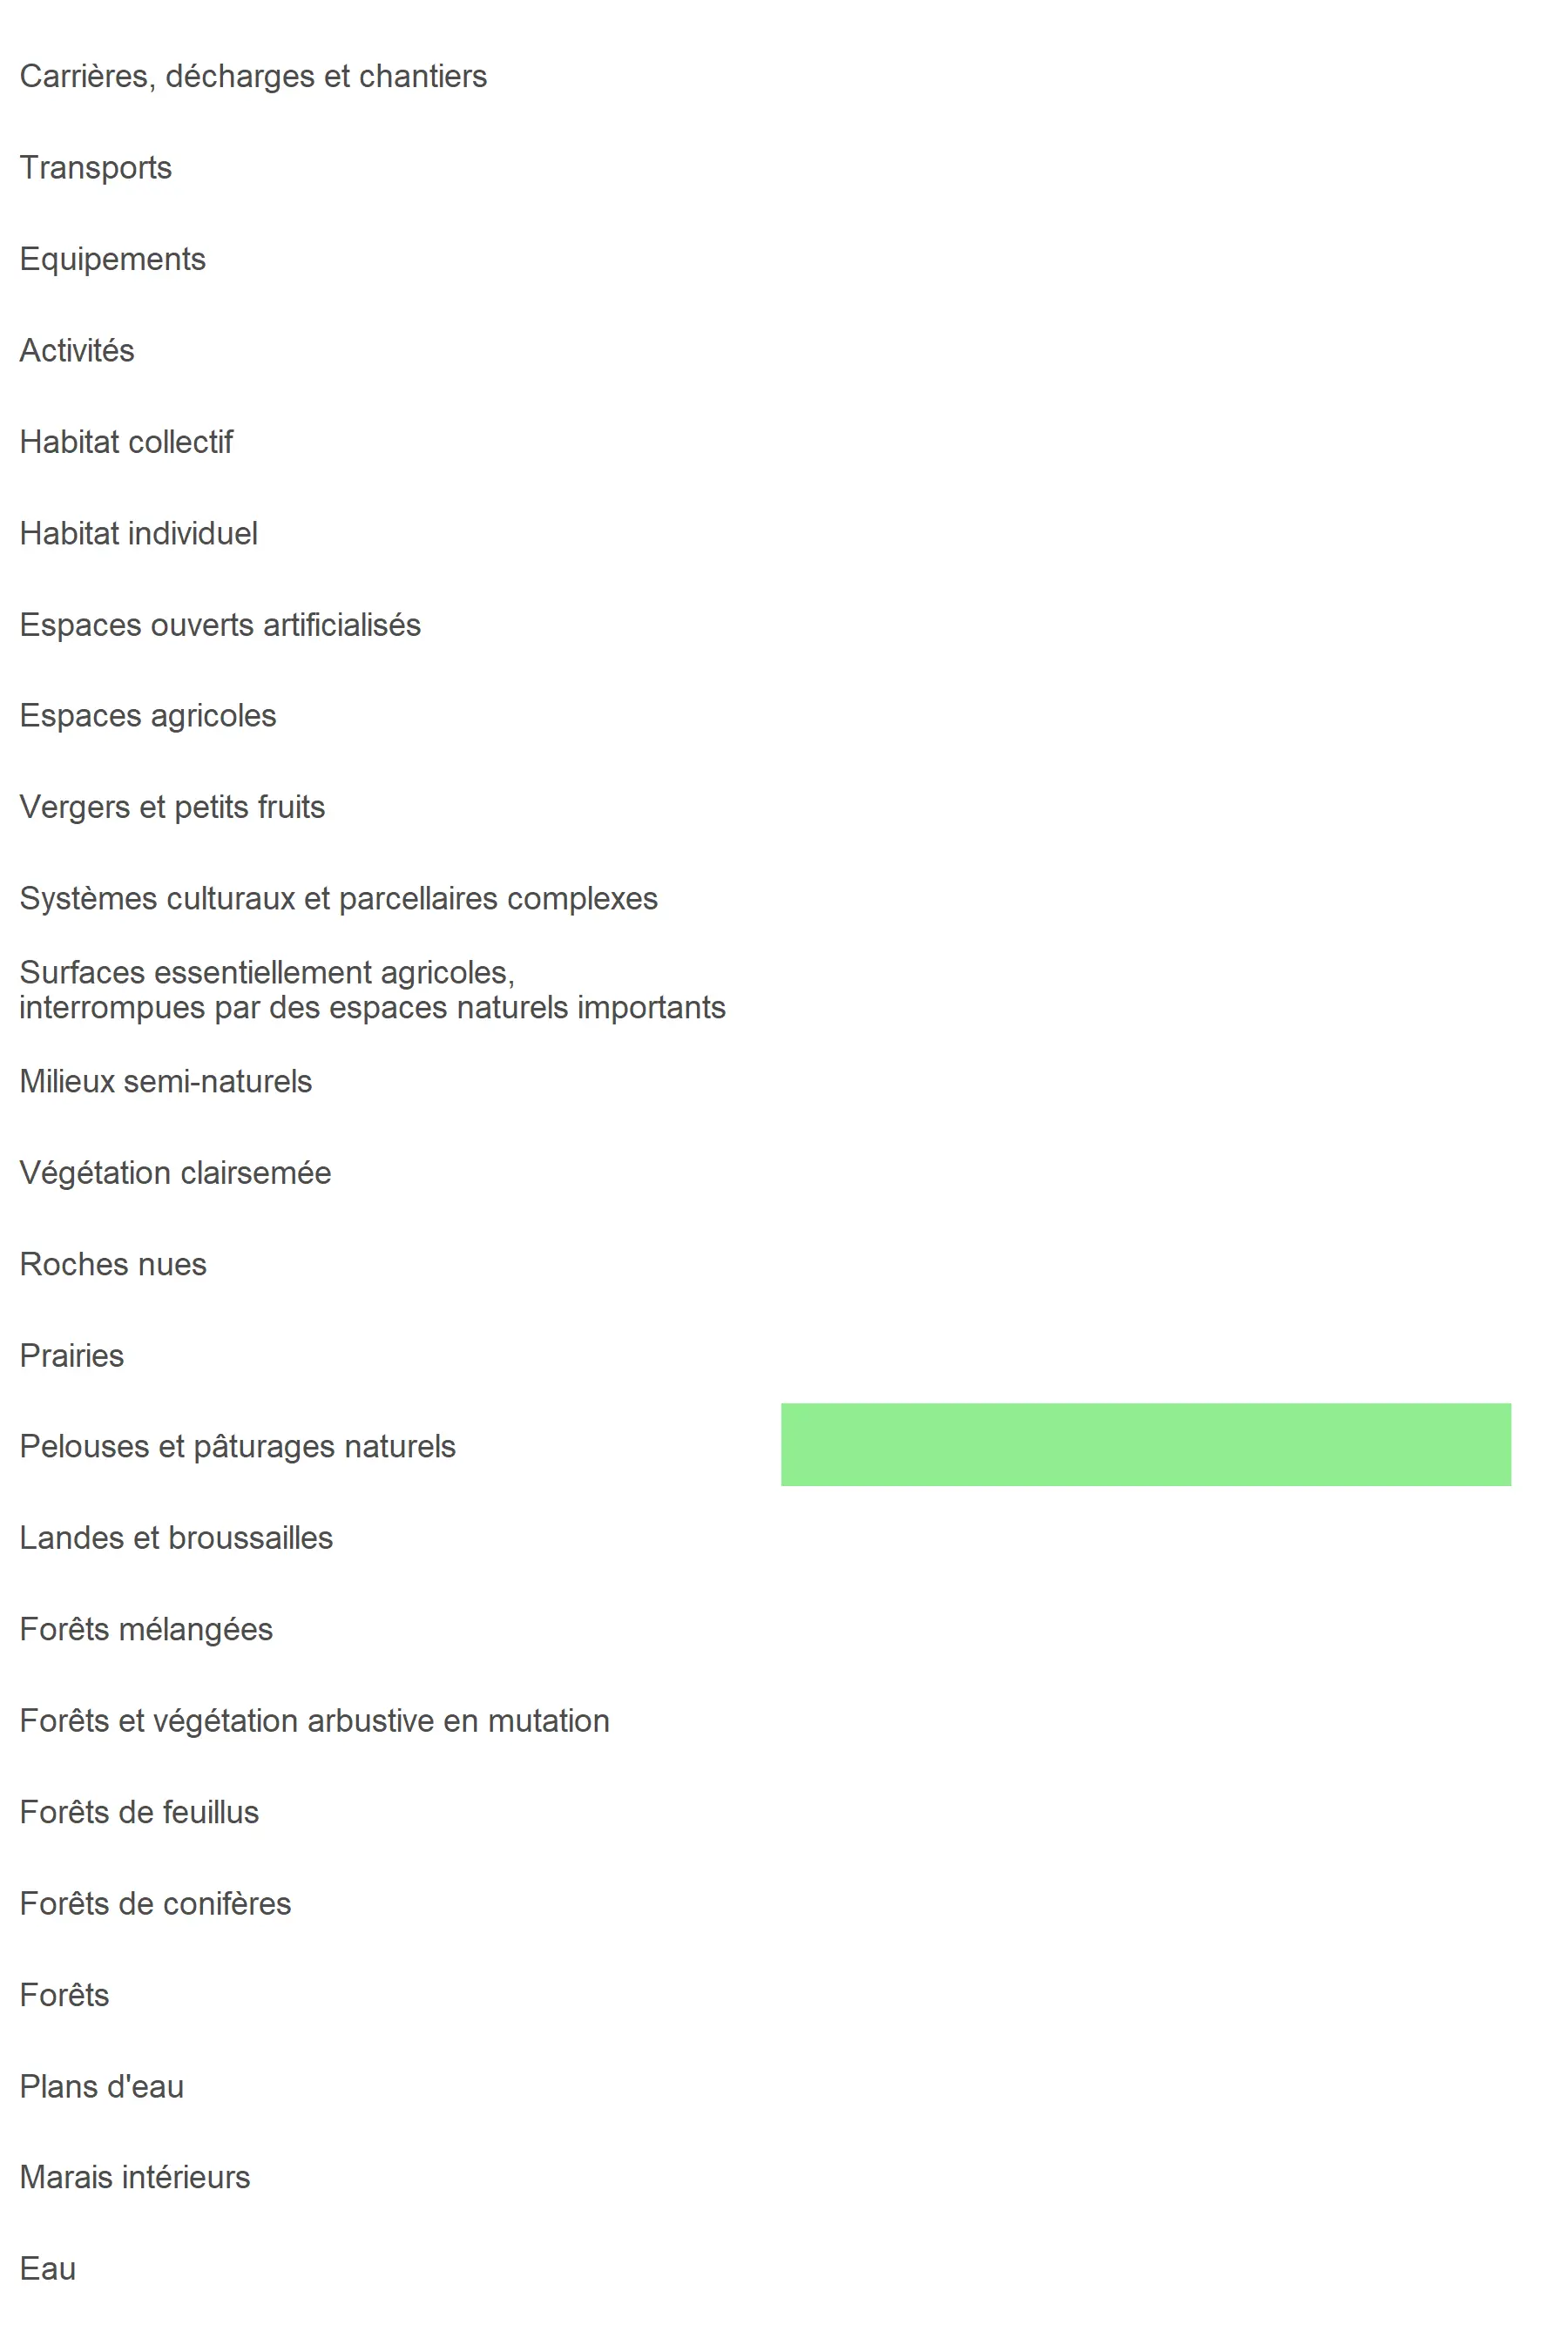 Carrières, décharges et chantiers
Transports
Equipements
Activités
Habitat collectif
Habitat individuel
Espaces ouverts artificialisés
Espaces agricoles
Vergers et petits fruits
Systèmes culturaux et parcellaires complexes
Surfaces essentiellement agricoles,
interrompues par des espaces naturels importants
Milieux semi-naturels
Végétation clairsemée
Roches nues
Prairies
Pelouses et pâturages naturels
Landes et broussailles
Forêts mélangées
Forêts et végétation arbustive en mutation
Forêts de feuillus
Forêts de conifères
Forêts
Plans d'eau
Marais intérieurs
Eau